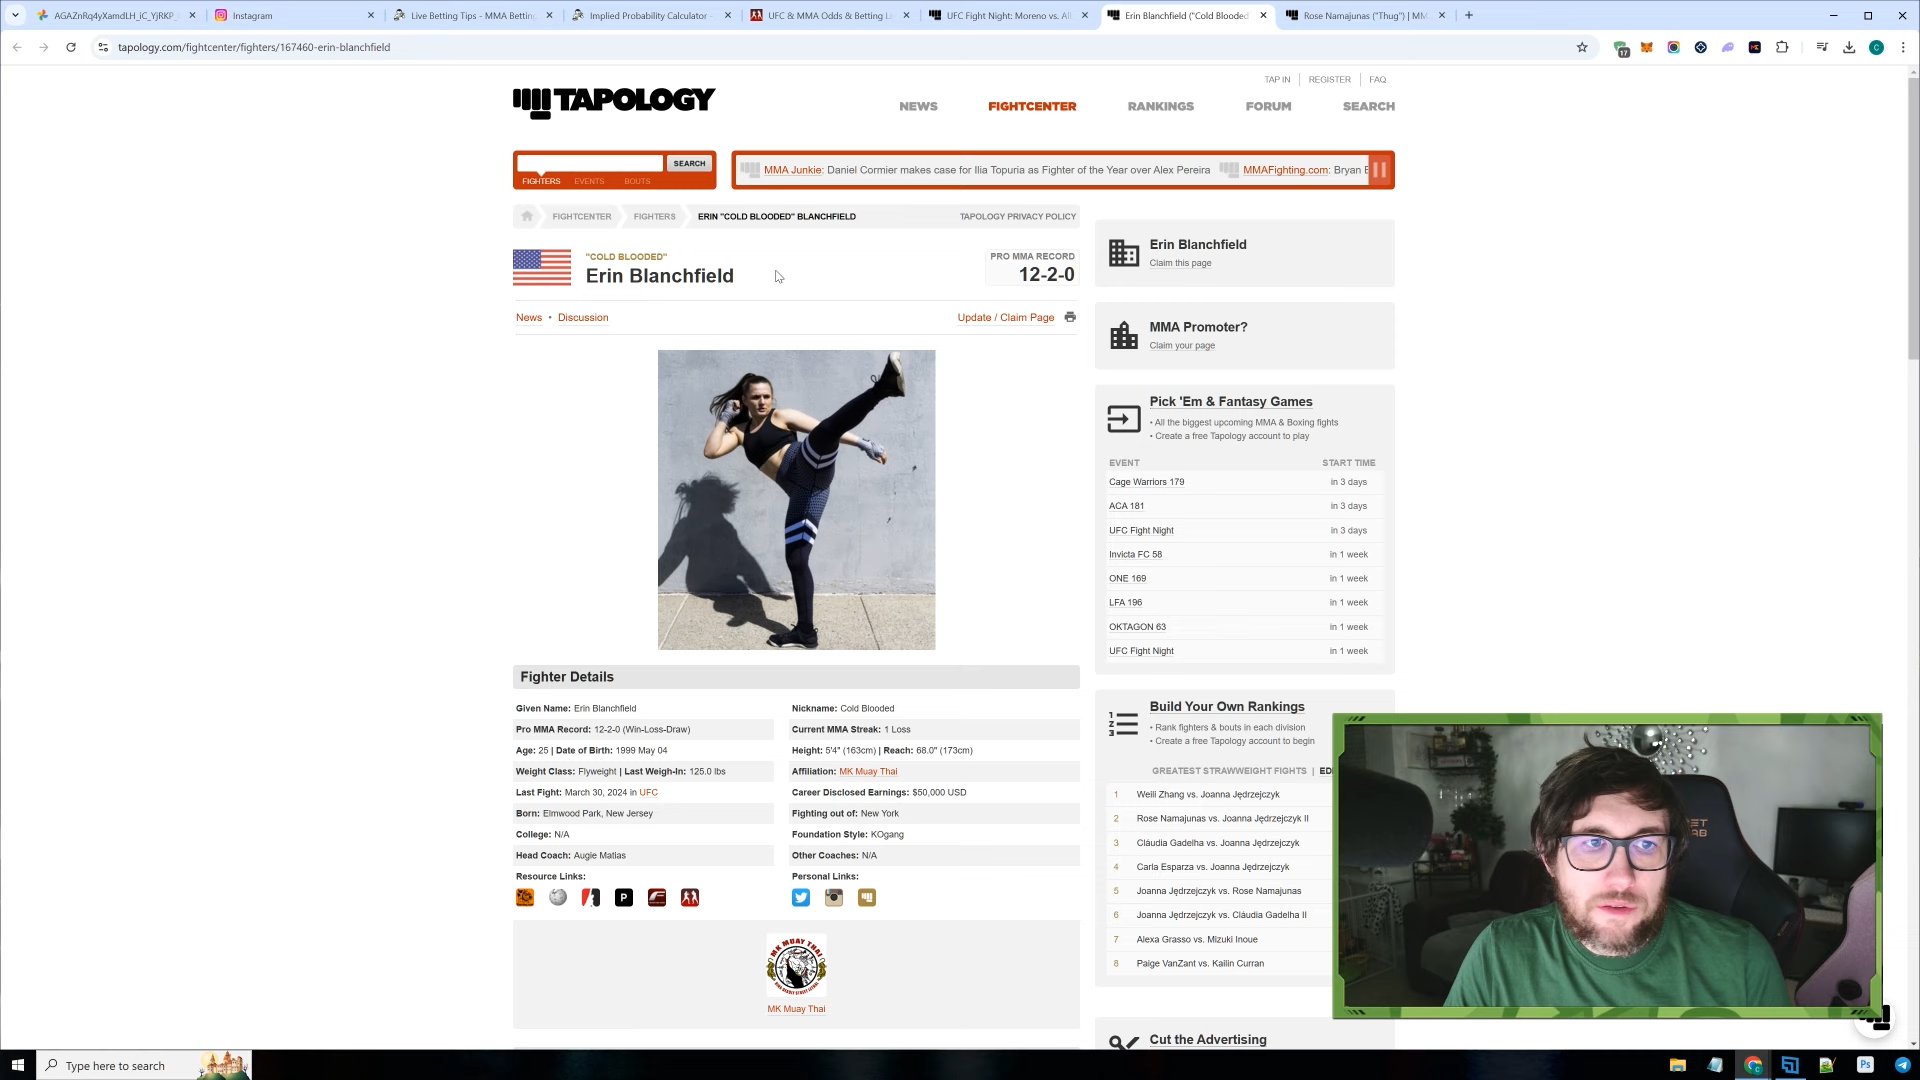 AGAZnRq4yXamdLH_iC_YjRKP_
Instagram
Live Betting Tips - MMA Betting
Implied Probability Calculator -
UFC & MMA Odds & Betting L
UFC Fight Night: Moreno vs. Al
Erin Blanchfield ("Cold Blooded
Rose Namajunas ("Thug") | MM
tapology.com/fightcenter/fighters/167460-erin-blanchfield
17
TAP IN
REGISTER
FAQ
TAPOLOGY
NEWS
FIGHTCENTER
RANKINGS
FORUM
SEARCH
SEARCH
FIGHTERS
EVENTS
BOUTS
MMA Junkie: Daniel Cormier makes case for Ilia Topuria as Fighter of the Year over Alex Pereira
MMAFighting.com: Bryan
FIGHTCENTER
FIGHTERS
ERIN "COLD BLOODED" BLANCHFIELD
TAPOLOGY PRIVACY POLICY
"COLD BLOODED"
Erin Blanchfield
PRO MMA RECORD
12-2-0
News • Discussion
Update / Claim Page
Fighter Details
Given Name: Erin Blanchfield
Nickname: Cold Blooded
Pro MMA Record: 12-2-0 (Win-Loss-Draw)
Current MMA Streak: 1 Loss
Age: 25 | Date of Birth: 1999 May 04
Height: 5'4" (163cm) | Reach: 68.0" (173cm)
Weight Class: Flyweight | Last Weigh-In: 125.0 lbs
Affiliation: MK Muay Thai
Last Fight: March 30, 2024 in UFC
Career Disclosed Earnings: $50,000 USD
Born: Elmwood Park, New Jersey
Fighting out of: New York
College: N/A
Foundation Style: KOgang
Head Coach: Augie Matias
Other Coaches: N/A
Resource Links:
Personal Links:
MK MUAY THAI
MK Muay Thai
Erin Blanchfield
Claim this page
MMA Promoter?
Claim your page
Pick 'Em & Fantasy Games
• All the biggest upcoming MMA & Boxing fights
• Create a free Tapology account to play
EVENT
START TIME
Cage Warriors 179
in 3 days
ACA 181
in 3 days
UFC Fight Night
in 3 days
Invicta FC 58
in 1 week
ONE 169
in 1 week
LFA 196
in 1 week
OKTAGON 63
in 1 week
UFC Fight Night
in 1 week
Build Your Own Rankings
• Rank fighters & bouts in each division
• Create a free Tapology account to begin
GREATEST STRAWWEIGHT FIGHTS |
1 Weili Zhang vs. Joanna Jędrzejczyk
2 Rose Namajunas vs. Joanna Jędrzejczyk II
3 Cláudia Gadelha vs. Joanna Jędrzejczyk
4 Carla Esparza vs. Joanna Jędrzejczyk
5 Joanna Jędrzejczyk vs. Rose Namajunas
6 Joanna Jędrzejczyk vs. Cláudia Gadelha II
7 Alexa Grasso vs. Mizuki Inoue
8 Paige VanZant vs. Kailin Curran
Cut the Advertising
Type here to search